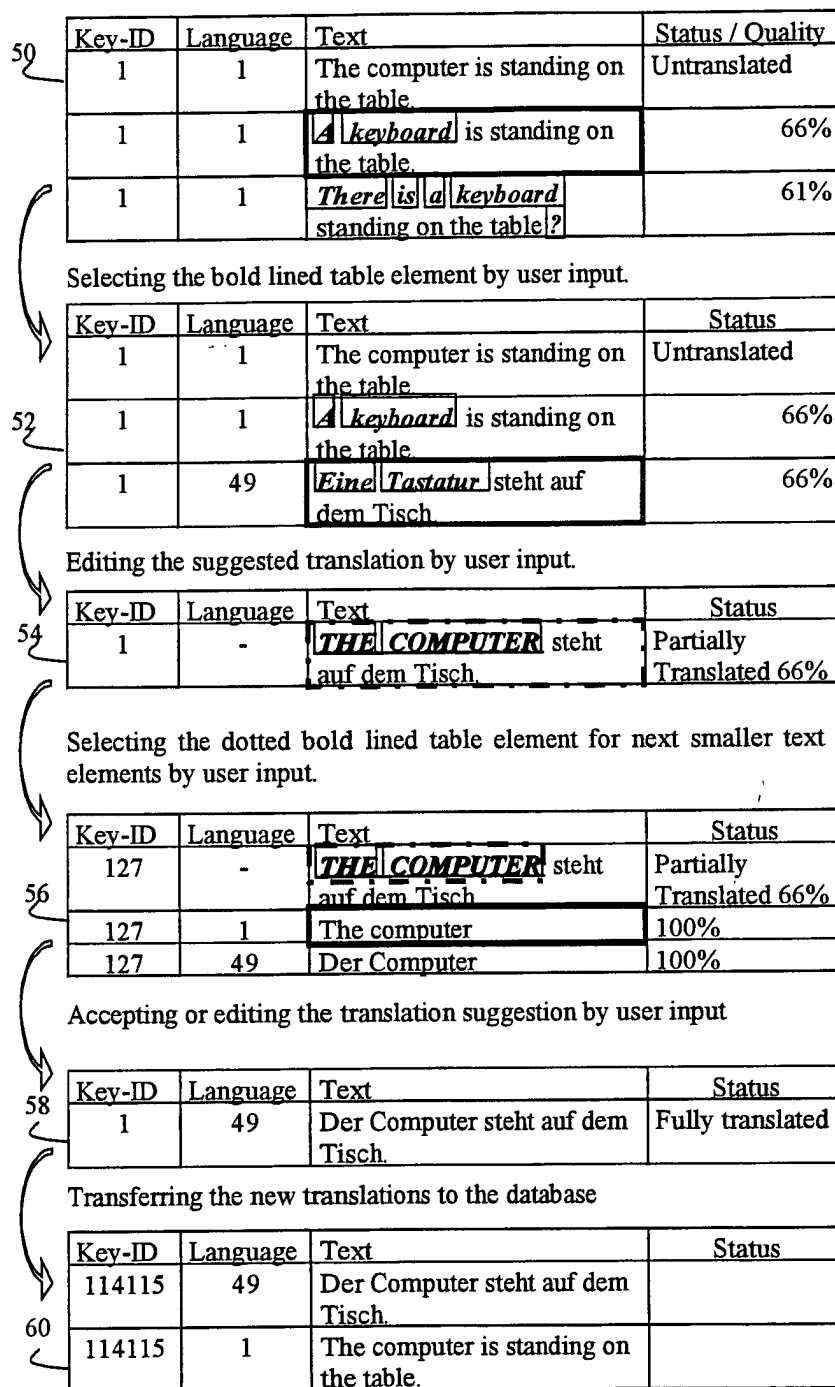 50
Key-ID Language Text Status / Quality
1 1 The computer is standing on Untranslated
the table.
1 1 A keyboard is standing on 66%
the table.
1 1 There is a keyboard 61%
standing on the table ?
Selecting the bold lined table element by user input.
Key-ID Language Text Status
1 1 The computer is standing on Untranslated
the table.
52
1 1 A keyboard is standing on 66%
the table.
1 49 Eine Tastatur steht auf 66%
dem Tisch.
Editing the suggested translation by user input.
Key-ID Language Text Status
54
1 - THE COMPUTER steht Partially
auf dem Tisch. Translated 66%
Selecting the dotted bold lined table element for next smaller text
elements by user input.
Key-ID Language Text Status
127 - THE COMPUTER steht Partially
auf dem Tisch Translated 66%
56
127 1 The computer 100%
127 49 Der Computer 100%
Accepting or editing the translation suggestion by user input
Key-ID Language Text Status
58
1 49 Der Computer steht auf dem Fully translated
Tisch.
Transferring the new translations to the database
Key-ID Language Text Status
114115 49 Der Computer steht auf dem
Tisch.
60
114115 1 The computer is standing on
the table.